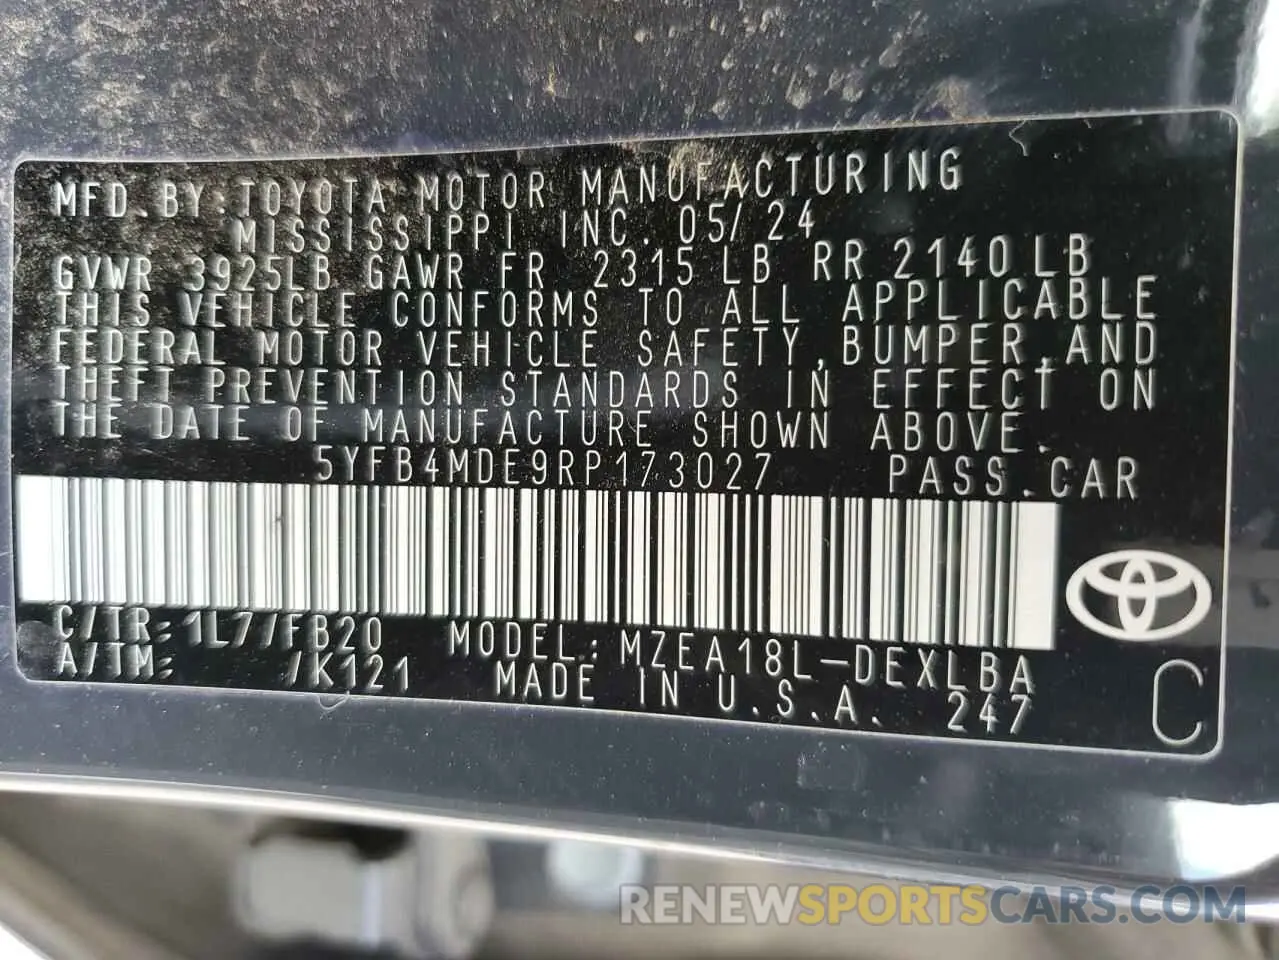 MFD.BY:TOYOTA MOTOR MANUFACTURING
MISSISSIPPI INC. 05/24
GVWR 3925LB GAWR FR 2315LB RR 2140LB
THIS VEHICLE CONFORMS TO ALL APPLICABLE
FEDERAL MOTOR VEHICLE SAFETY,BUMPER,AND
THEFT PREVENTION STANDARDS IN EFFECT ON
THE DATE OF MANUFACTURE SHOWN ABOVE.
5YFB4MDE9RP173027 PASS.CAR
C/TR:1L7/FB20 MODEL:MZEA18L-DEXLBA
A/TM: /K121 MADE IN U.S.A. 247
C
RENEWSPORTSCARS.COM